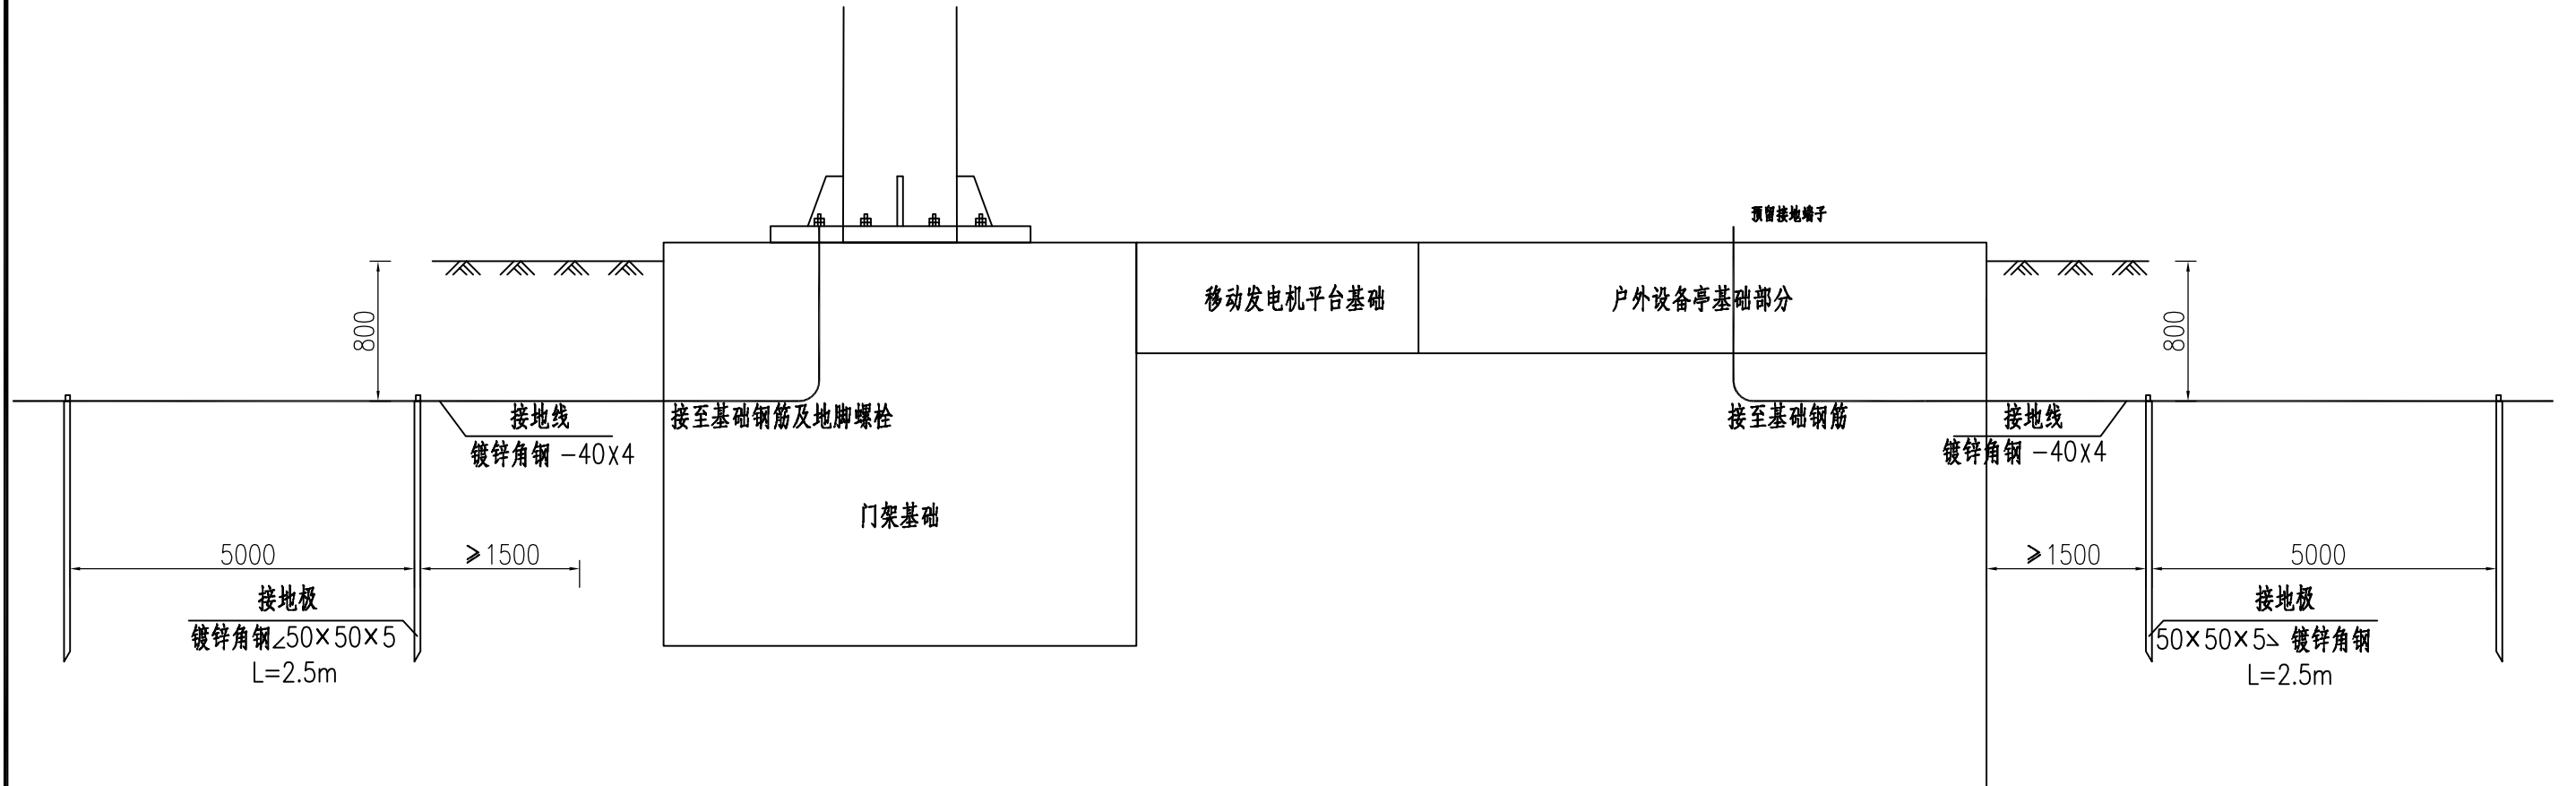 预留接地端子
800
移动发电机平台基础
户外设备亭基础部分
800
接地线
镀锌角钢 -40X4
接至基础钢筋及地脚螺栓
接至基础钢筋
接地线
镀锌角钢 -40X4
门架基础
5000
≥1500
≥1500
5000
接地极
镀锌角钢∠50×50×5
L=2.5m
接地极
50×50×5⦣ 镀锌角钢
L=2.5m